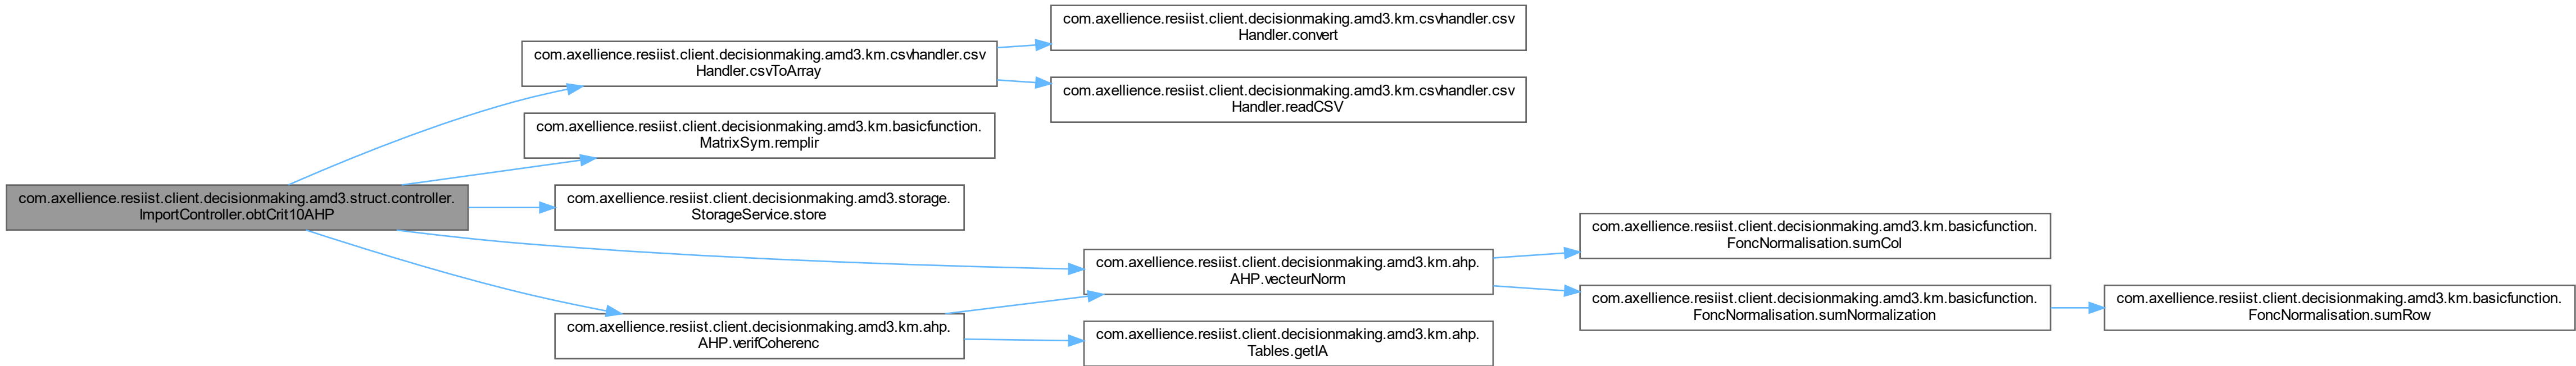 com.axellience.resiist.client.decisionmaking.amd3.struct.controller.
ImportController.obtCrit10AHP
com.axellience.resiist.client.decisionmaking.amd3.km.csvhandler.csv
Handler.csvToArray
com.axellience.resiist.client.decisionmaking.amd3.km.csvhandler.csv
Handler.convert
com.axellience.resiist.client.decisionmaking.amd3.km.csvhandler.csv
Handler.readCSV
com.axellience.resiist.client.decisionmaking.amd3.km.basicfunction.
MatrixSym.remplir
com.axellience.resiist.client.decisionmaking.amd3.storage.
StorageService.store
com.axellience.resiist.client.decisionmaking.amd3.km.ahp.
AHP.vecteurNorm
com.axellience.resiist.client.decisionmaking.amd3.km.basicfunction.
FoncNormalisation.sumCol
com.axellience.resiist.client.decisionmaking.amd3.km.basicfunction.
FoncNormalisation.sumNormalization
com.axellience.resiist.client.decisionmaking.amd3.km.basicfunction.
FoncNormalisation.sumRow
com.axellience.resiist.client.decisionmaking.amd3.km.ahp.
AHP.verifCoherenc
com.axellience.resiist.client.decisionmaking.amd3.km.ahp.
Tables.getIA